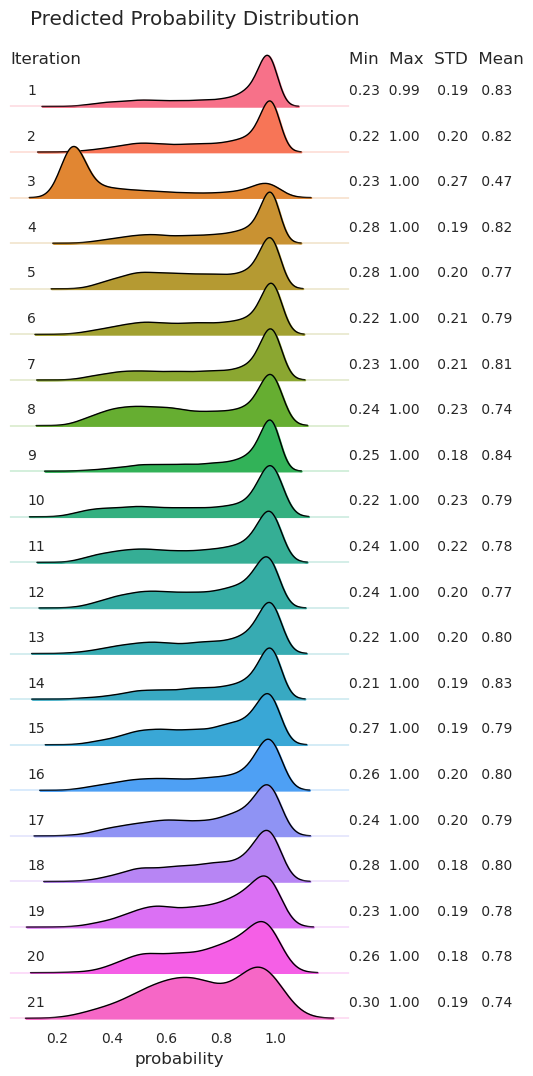 Predicted Probability Distribution
Iteration Min Max STD Mean
1 0.23 0.99 0.19 0.83
2 0.22 1.00 0.20 0.82
3 0.23 1.00 0.27 0.47
4 0.28 1.00 0.19 0.82
5 0.28 1.00 0.20 0.77
6 0.22 1.00 0.21 0.79
7 0.23 1.00 0.21 0.81
8 0.24 1.00 0.23 0.74
9 0.25 1.00 0.18 0.84
10 0.22 1.00 0.23 0.79
11 0.24 1.00 0.22 0.78
12 0.24 1.00 0.20 0.77
13 0.22 1.00 0.20 0.80
14 0.21 1.00 0.19 0.83
15 0.27 1.00 0.19 0.79
16 0.26 1.00 0.20 0.80
17 0.24 1.00 0.20 0.79
18 0.28 1.00 0.18 0.80
19 0.23 1.00 0.19 0.78
20 0.26 1.00 0.18 0.78
21 0.30 1.00 0.19 0.74
0.2 0.4 0.6 0.8 1.0
probability